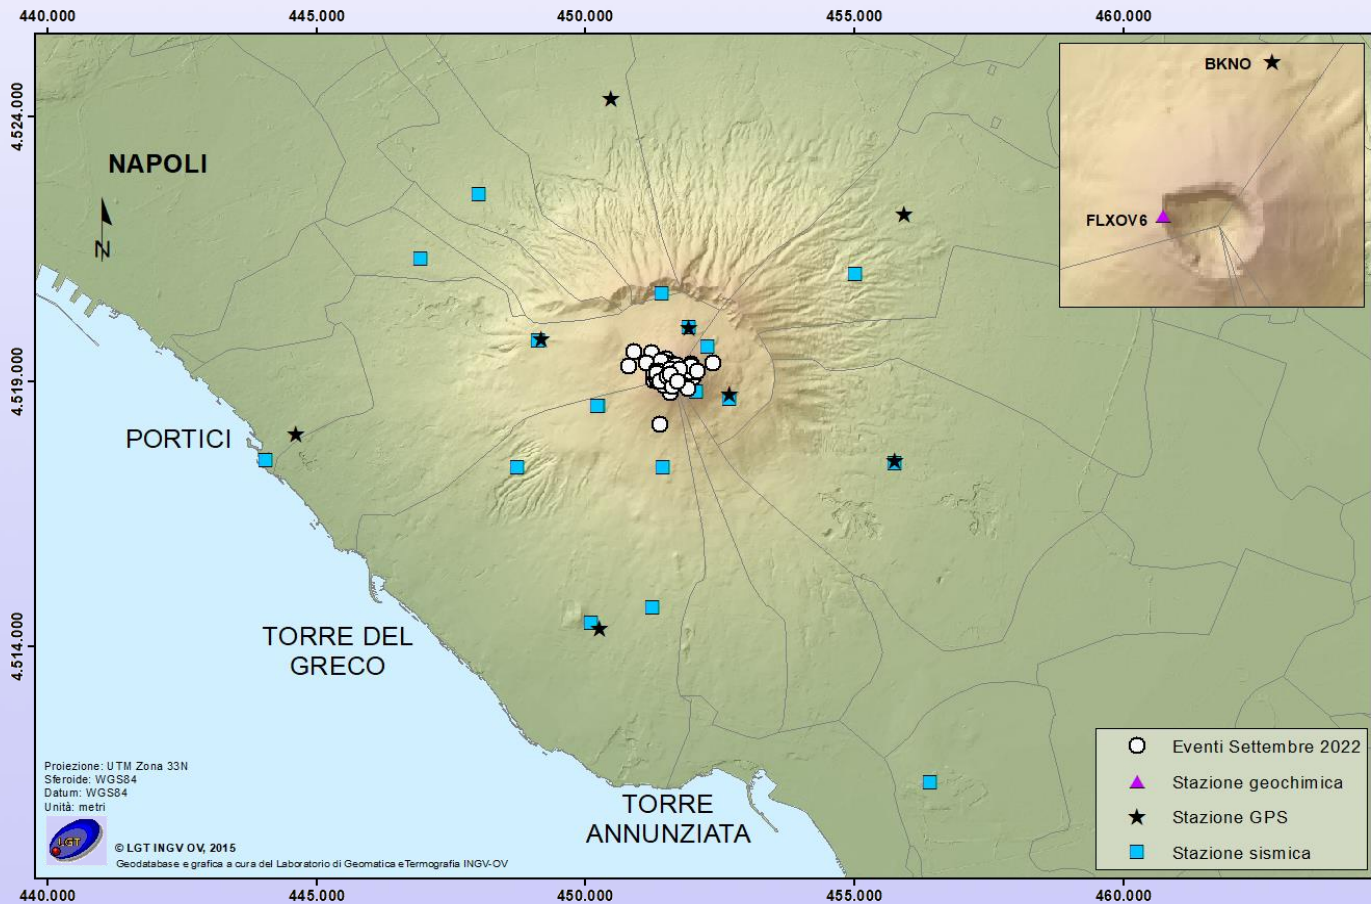 440.000 445.000 450.000 455.000 460.000
BKNO
4.524.000
NAPOLI
FLXOV6
N
4.519.000
PORTICI
4.514.000
TORRE DEL
GRECO
Eventi Settembre 2022
Stazione geochimica
Stazione GPS
Stazione sismica
Proiezione: UTM Zona 33N
Sferoide: WGS84
Datum: WGS84
Unità: metri
TORRE
ANNUNZIATA
LGT
© LGT INGV OV, 2015
Geodatabase e grafica a cura del Laboratorio di Geomatica e Termografia INGV-OV
440.000 445.000 450.000 455.000 460.000